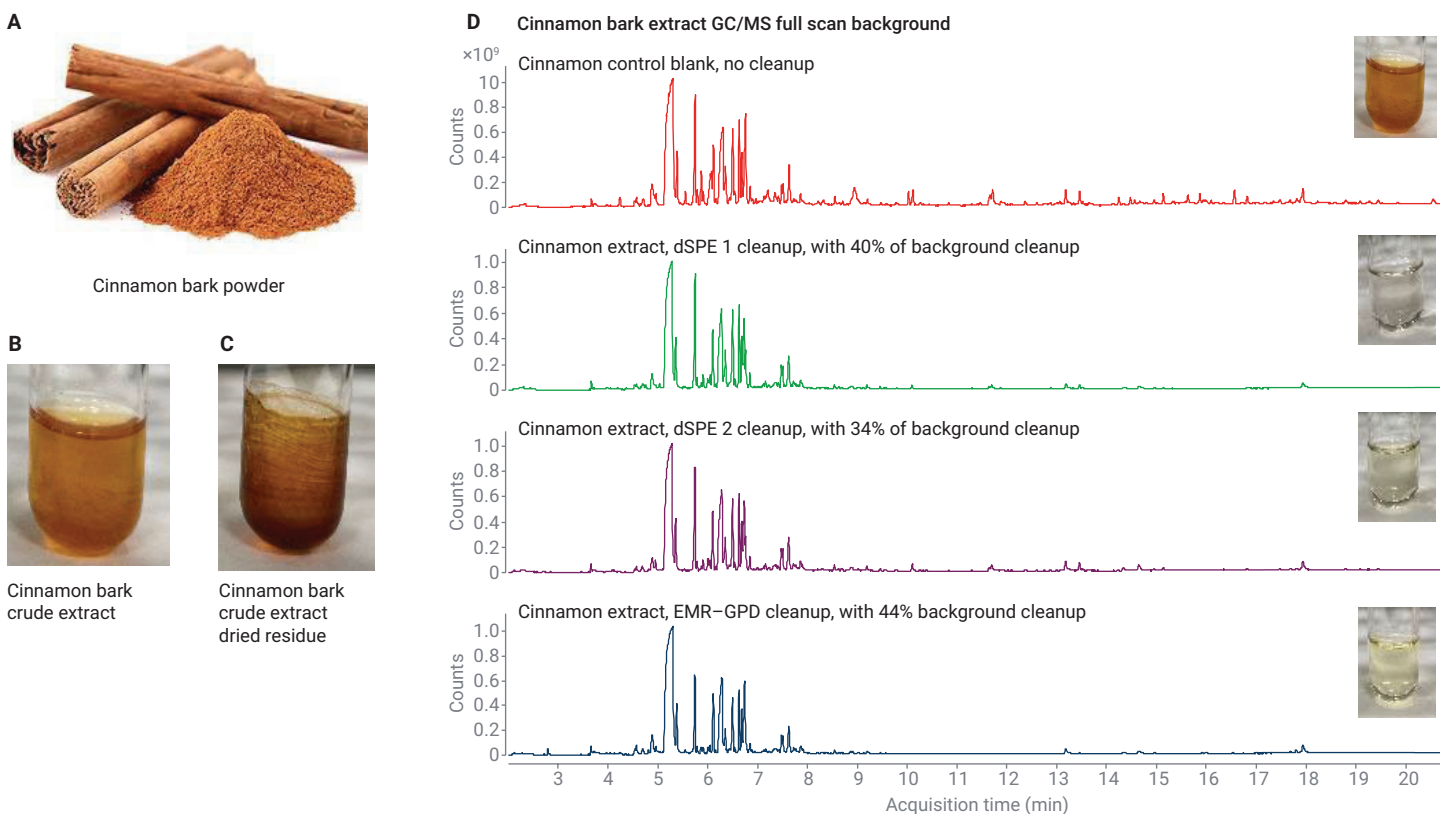 A
Cinnamon bark powder
B
Cinnamon bark
crude extract
C
Cinnamon bark
crude extract
dried residue
D Cinnamon bark extract GC/MS full scan background
×10⁹
Cinnamon control blank, no cleanup
Counts
10
0.8
0.6
0.4
0.2
0
Cinnamon extract, dSPE 1 cleanup, with 40% of background cleanup
Counts
1.0
0.8
0.6
0.4
0.2
0
Cinnamon extract, dSPE 2 cleanup, with 34% of background cleanup
Counts
1.0
0.8
0.6
0.4
0.2
0
Cinnamon extract, EMR–GPD cleanup, with 44% background cleanup
Counts
1.0
0.8
0.6
0.4
0.2
0
3 4 5 6 7 8 9 10 11 12 13 14 15 16 17 18 19 20
Acquisition time (min)